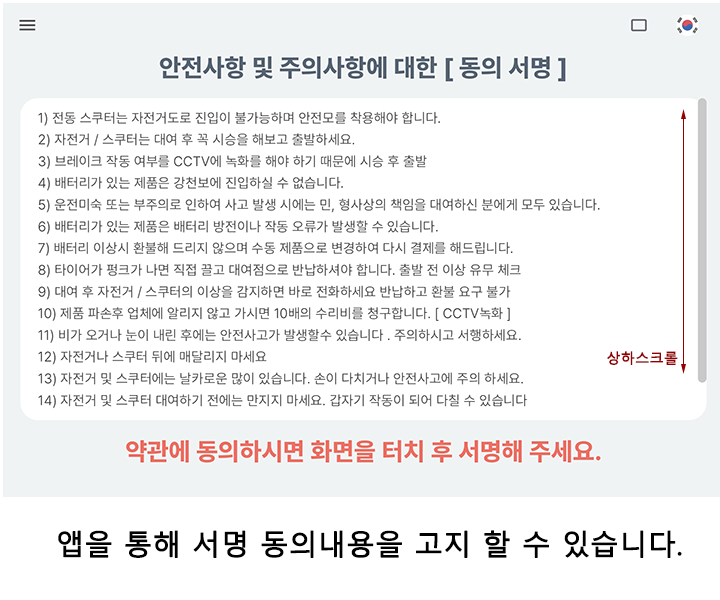 안전사항 및 주의사항에 대한 [ 동의 서명 ]
1) 전동 스쿠터는 자전거도로 진입이 불가능하며 안전모를 착용해야 합니다.
2) 자전거 / 스쿠터는 대여 후 꼭 시승을 해보고 출발하세요.
3) 브레이크 작동 여부를 CCTV에 녹화를 해야 하기 때문에 시승 후 출발
4) 배터리가 있는 제품은 강천보에 진입하실 수 없습니다.
5) 운전미숙 또는 부주의로 인하여 사고 발생 시에는 민, 형사상의 책임을 대여하신 분에게 모두 있습니다.
6) 배터리가 있는 제품은 배터리 방전이나 작동 오류가 발생할 수 있습니다.
7) 배터리 이상시 환불해 드리지 않으며 수동 제품으로 변경하여 다시 결제를 해드립니다.
8) 타이어가 펑크가 나면 직접 끌고 대여점으로 반납하셔야 합니다. 출발 전 이상 유무 체크
9) 대여 후 자전거 / 스쿠터의 이상을 감지하면 바로 전화하세요 반납하고 환불 요구 불가
10) 제품 파손후 업체에 알리지 않고 가시면 10배의 수리비를 청구합니다. [ CCTV녹화 ]
11) 비가 오거나 눈이 내린 후에는 안전사고가 발생할수 있습니다 . 주의하시고 서행하세요.
12) 자전거나 스쿠터 뒤에 매달리지 마세요
상하스크롤
13) 자전거 및 스쿠터에는 날카로운 많이 있습니다. 손이 다치거나 안전사고에 주의 하세요.
14) 자전거 및 스쿠터 대여하기 전에는 만지지 마세요. 갑자기 작동이 되어 다칠 수 있습니다
약관에 동의하시면 화면을 터치 후 서명해 주세요.
앱을 통해 서명 동의내용을 고지 할 수 있습니다.